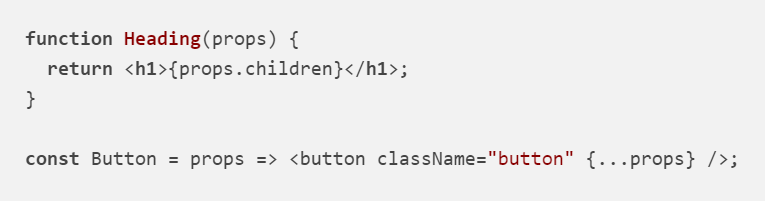 function Heading(props) {
  return <h1>{props.children}</h1>;
}
const Button = props => <button className="button" {...props} />;